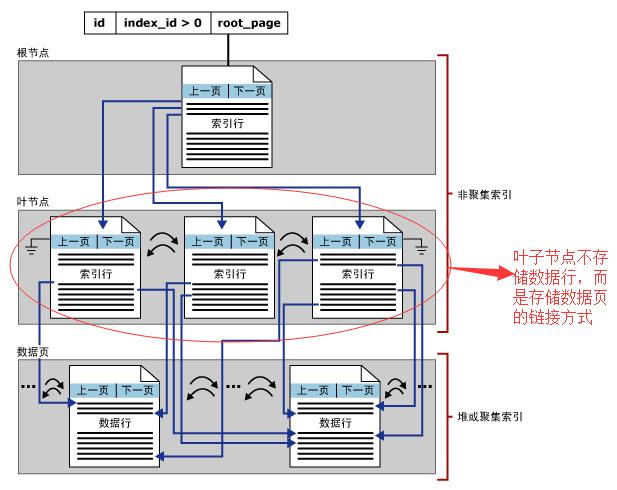 id index_id > 0 root_page
根节点
上一页 下一页
索引行
非聚集索引
叶节点
上一页 下一页
上一页 下一页
上一页 下一页
索引行
索引行
索引行
叶子节点不存
储数据行，而
是存储数据页
的链接方式
数据页
...
...
...
上一页 下一页
上一页 下一页
数据行
数据行
堆或聚集索引